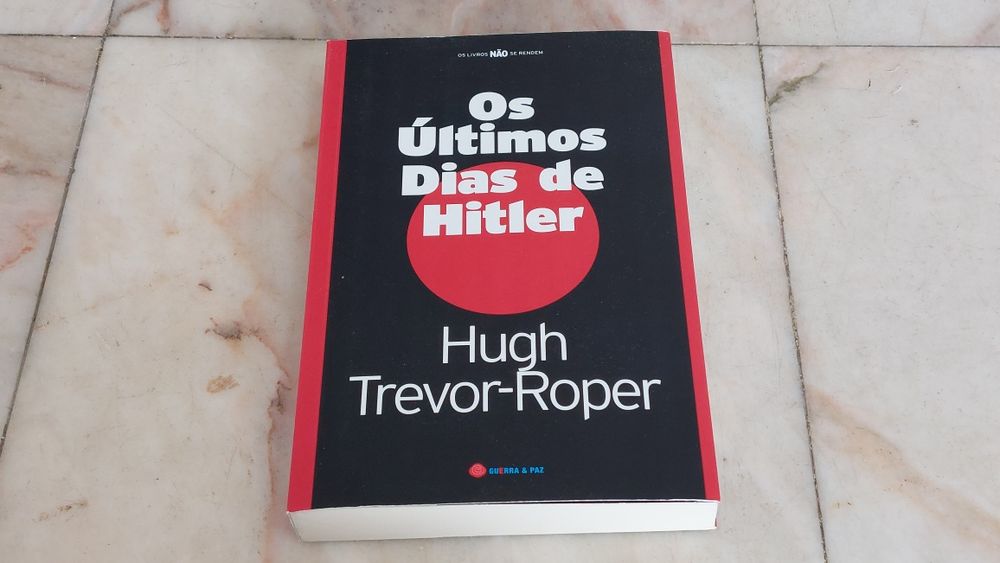 OS LIVROS NÃO SE RENDEM
Os
Últimos
Dias de
Hitler
Hugh
Trevor-Roper
GUERRA & PAZ